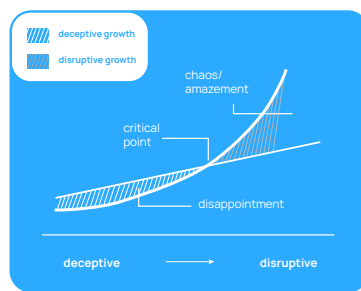 deceptive growth
disruptive growth
chaos/
amazement
critical
point
disappointment
deceptive
disruptive